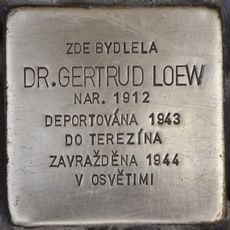 ZDE BYDLELA
DR.GERTRUD LOEW
NAR. 1912
DEPORTOVÁNA 1943
DO TEREZÍNA
ZAVRAŽDĚNA 1944
V OSVĚTIMI